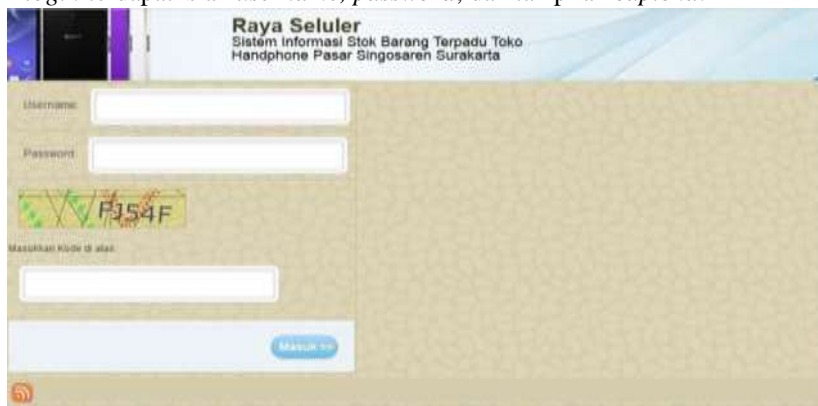 Raya Seluler
Sistem Informasi Stok Barang Terpadu Toko
Handphone Pasar Singosaren Surakarta
Username:
Password:
FJ54F
Masukkan Kode di atas:
Masuk >>